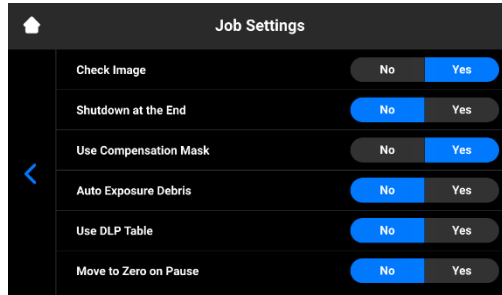 Job Settings
Check Image No Yes
Shutdown at the End No Yes
Use Compensation Mask No Yes
Auto Exposure Debris No Yes
Use DLP Table No Yes
Move to Zero on Pause No Yes